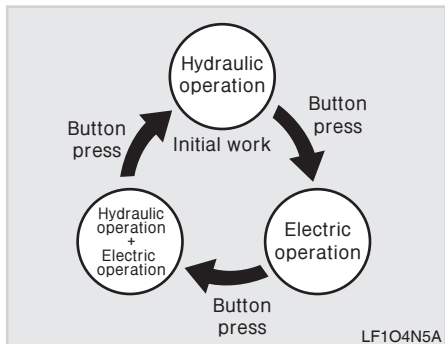 Hydraulic
operation
Initial work
Button
press
Electric
operation
Button
press
Hydraulic
operation
+
Electric
operation
Button
press
LF1O4N5A